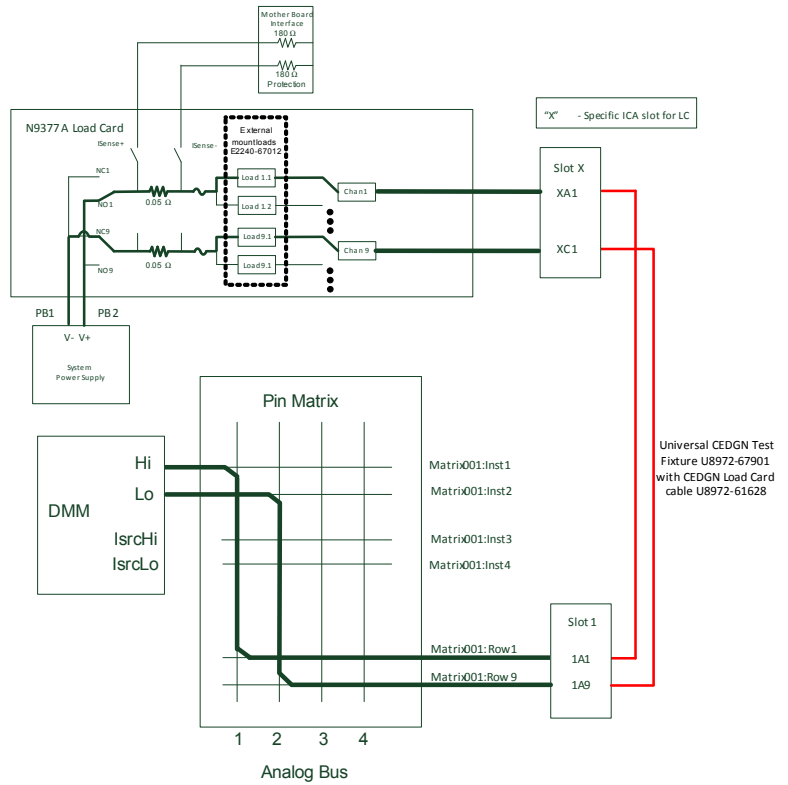 Mother Board
Interface
180 Ω
180 Ω
Protection
N9377A Load Card
ISense+
ISense-
External
mountloads
E2240-67012
"X" - Specific ICA slot for LC
NC1
NO1
0.05 Ω
Load 1.1
Load 1.2
Chan1
NC9
NO9
0.05 Ω
Load9.1
Load9.1
Chan 9
Slot X
XA1
XC1
PB1
PB2
V- V+
System
Power Supply
Pin Matrix
Hi
Lo
DMM
IsrcHi
IsrcLo
Matrix001:Inst1
Matrix001:Inst2
Matrix001:Inst3
Matrix001:Inst4
Universal CEDGN Test
Fixture U8972-67901
with CEDGN Load Card
cable U8972-61628
Matrix001:Row1
Matrix001:Row 9
Slot 1
1A1
1A9
1 2 3 4
Analog Bus